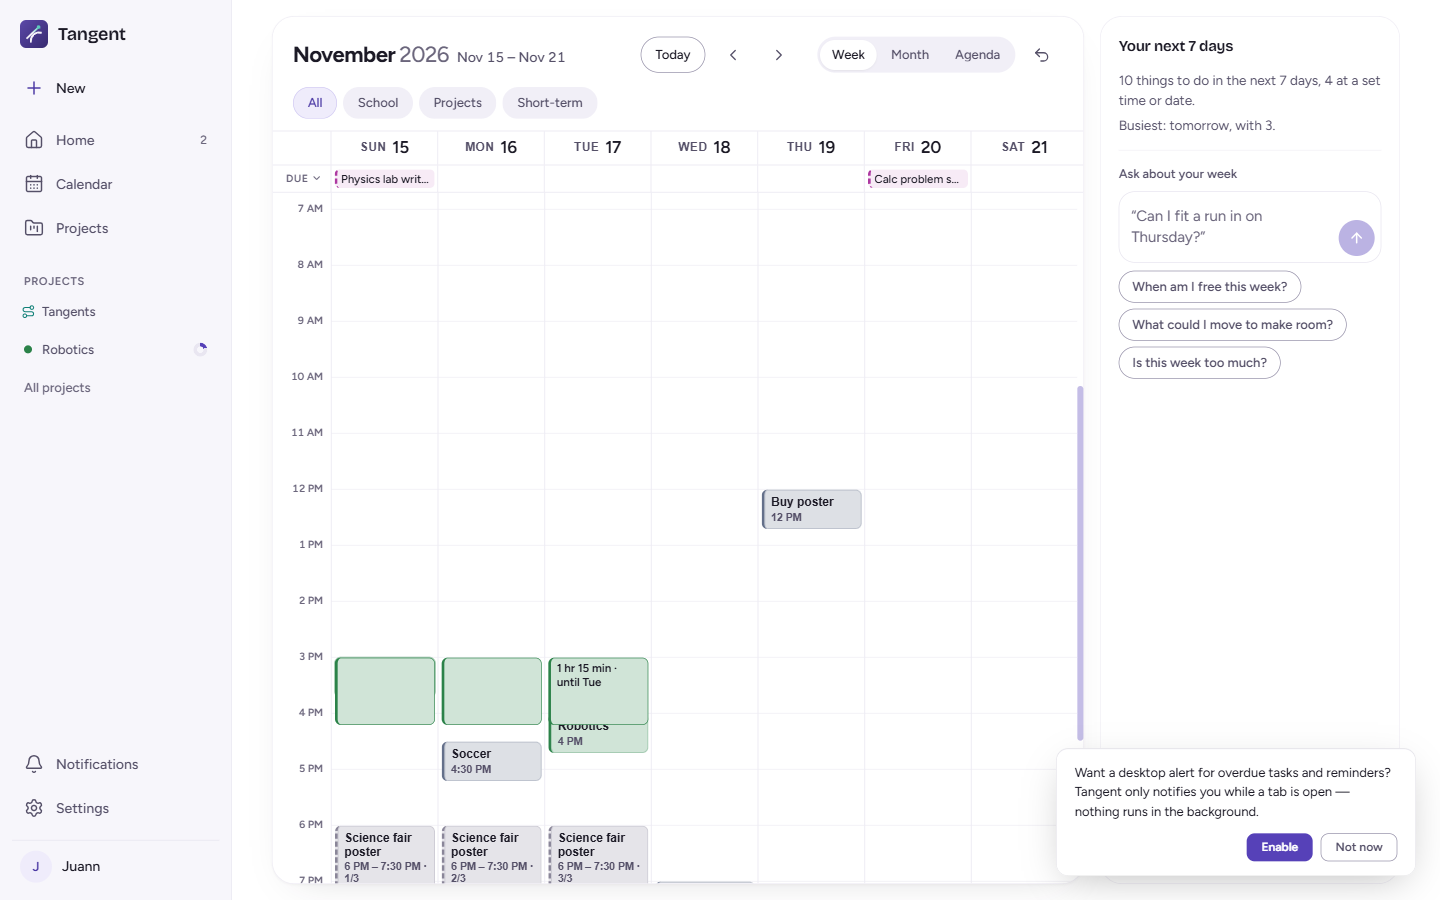 Tangent
New
Home 2
Calendar
Projects
PROJECTS
Tangents
Robotics
All projects
Notifications
Settings
J Juann
November 2026 Nov 15 – Nov 21
Today
Week Month Agenda
All School Projects Short-term
SUN 15 MON 16 TUE 17 WED 18 THU 19 FRI 20 SAT 21
DUE Physics lab writ... Calc problem s...
7 AM
8 AM
9 AM
10 AM
11 AM
12 PM
Buy poster
12 PM
1 PM
2 PM
3 PM
1 hr 15 min ·
until Tue
4 PM
Robotics
4 PM
Soccer
4:30 PM
5 PM
6 PM
Science fair
poster
6 PM – 7:30 PM ·
1/3
Science fair
poster
6 PM – 7:30 PM ·
2/3
Science fair
poster
6 PM – 7:30 PM ·
3/3
7 PM
Your next 7 days
10 things to do in the next 7 days, 4 at a set
time or date.
Busiest: tomorrow, with 3.
Ask about your week
“Can I fit a run in on
Thursday?”
When am I free this week?
What could I move to make room?
Is this week too much?
Want a desktop alert for overdue tasks and reminders?
Tangent only notifies you while a tab is open —
nothing runs in the background.
Enable Not now